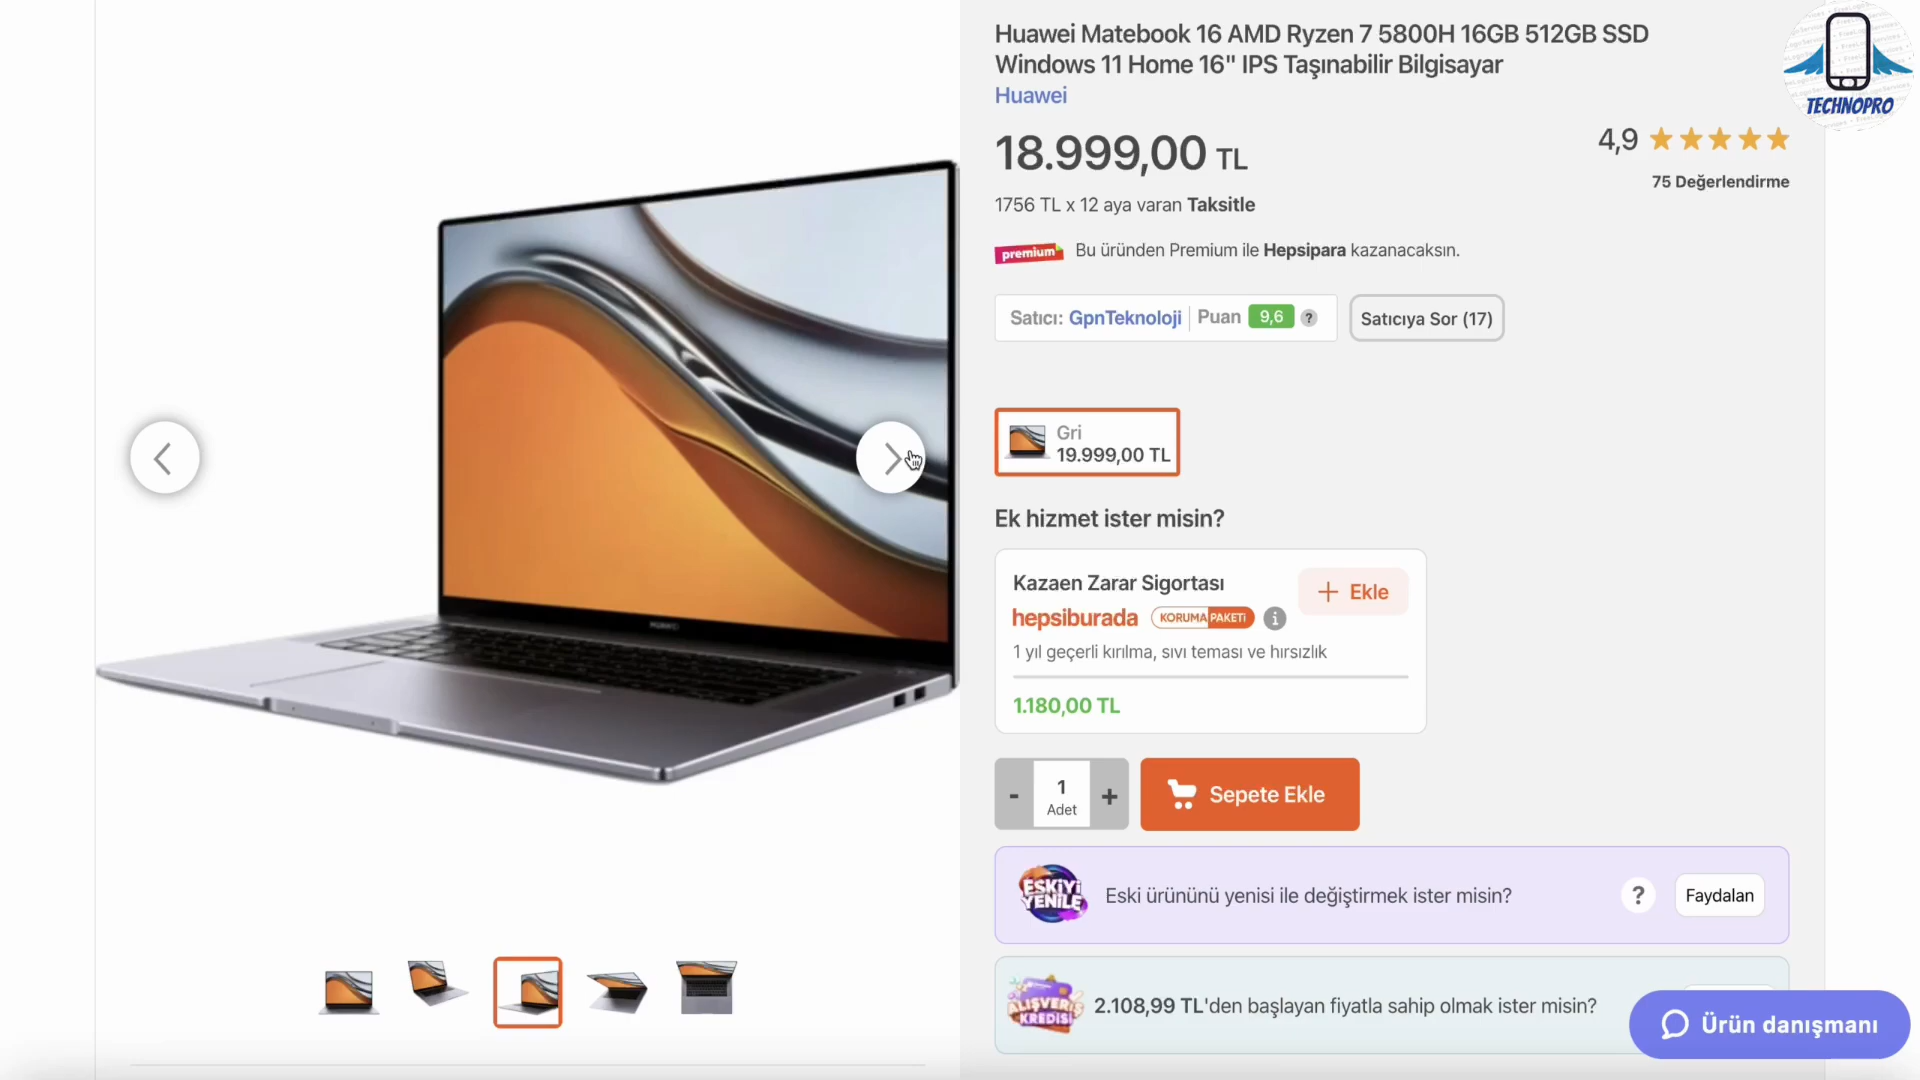 Huawei Matebook 16 AMD Ryzen 7 5800H 16GB 512GB SSD
Windows 11 Home 16" IPS Taşınabilir Bilgisayar
Huawei
TECHNOPRO
18.999,00 TL
4,9
75 Değerlendirme
1756 TL x 12 aya varan Taksitle
premium Bu üründen Premium ile Hepsipara kazanacaksın.
Satıcı: GpnTeknoloji Puan 9,6 ?
Satıcıya Sor (17)
Gri
19.999,00 TL
Ek hizmet ister misin?
Kazaen Zarar Sigortası
+ Ekle
hepsiburada KORUMA PAKETİ i
1 yıl geçerli kırılma, sıvı teması ve hırsızlık
1.180,00 TL
- 1 +
Adet
Sepete Ekle
ESKİYİ
YENİLE
Eski ürününü yenisi ile değiştirmek ister misin?
?
Faydalan
ALIŞVERİŞ
KREDİSİ
2.108,99 TL'den başlayan fiyatla sahip olmak ister misin?
Ürün danışmanı